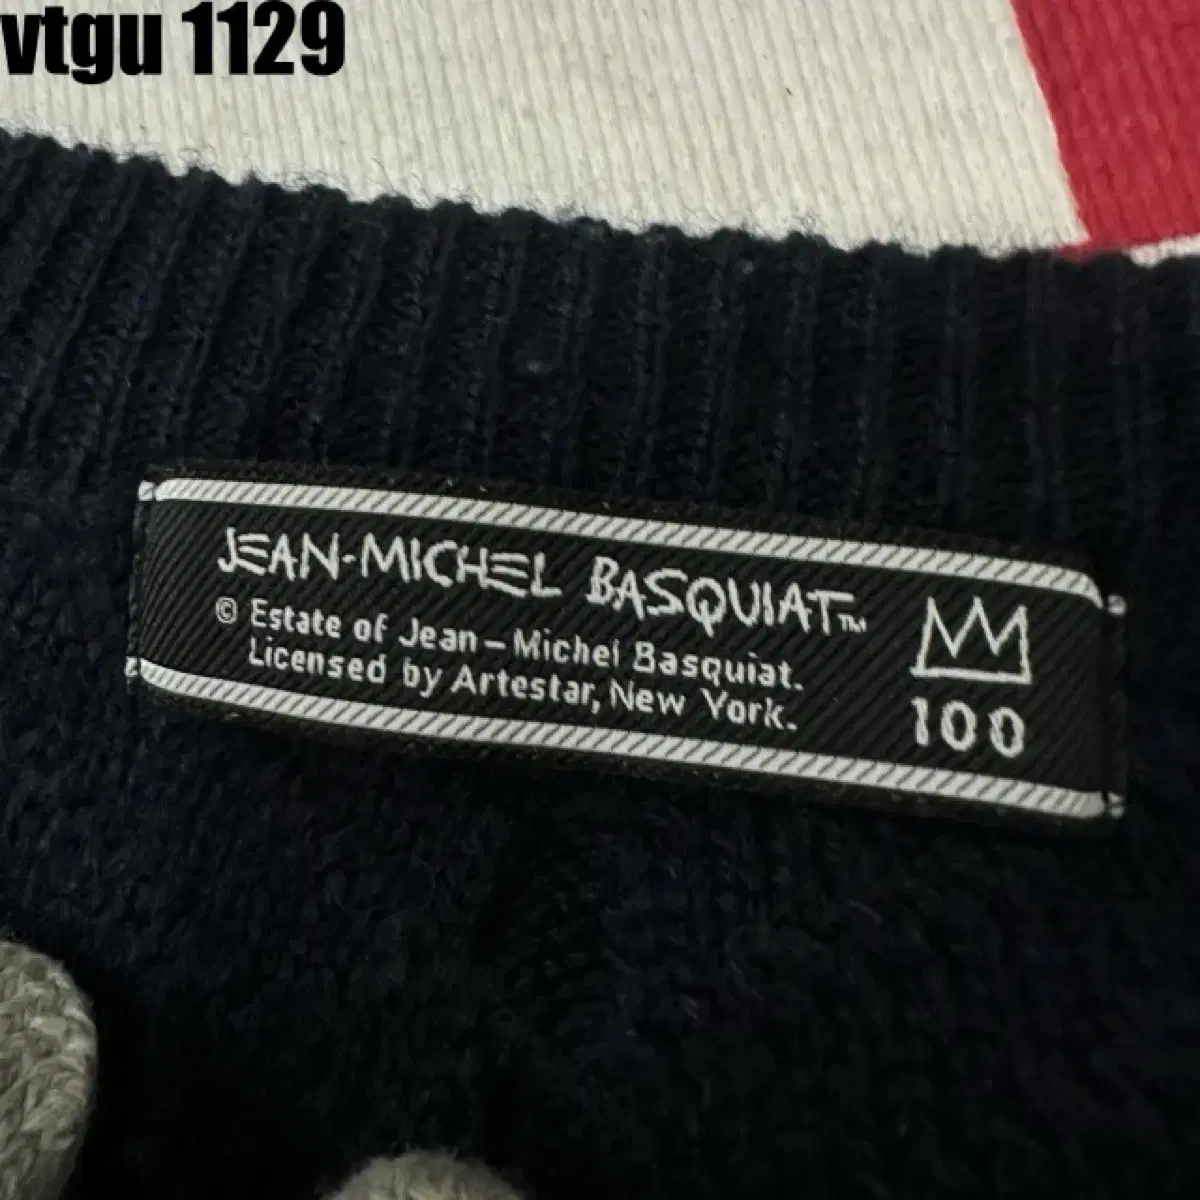 vtgu 1129
JEAN-MICHEL BASQUIAT™
© Estate of Jean-Michel Basquiat.
Licensed by Artestar, New York.
100